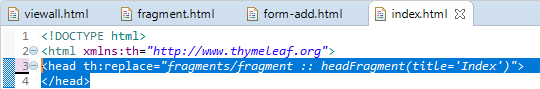 viewall.html fragment.html form-add.html index.html
1 <!DOCTYPE html>
2 <html xmlns:th="http://www.thymeleaf.org">
3 <head th:replace="fragments/fragment :: headFragment(title='Index')">
4 </head>